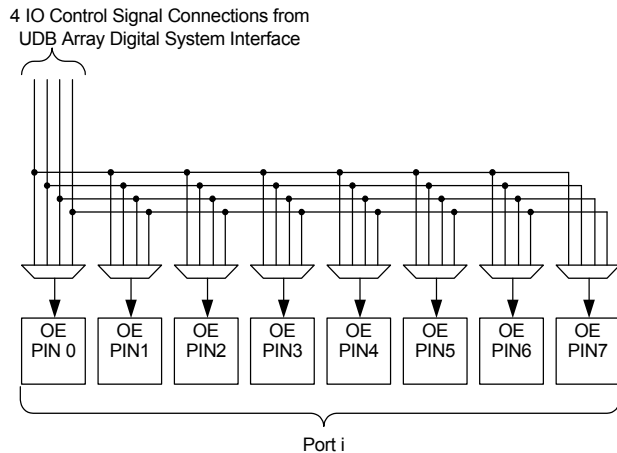 4 IO Control Signal Connections from
UDB Array Digital System Interface
OE
PIN 0
OE
PIN1
OE
PIN2
OE
PIN3
OE
PIN4
OE
PIN5
OE
PIN6
OE
PIN7
Port i